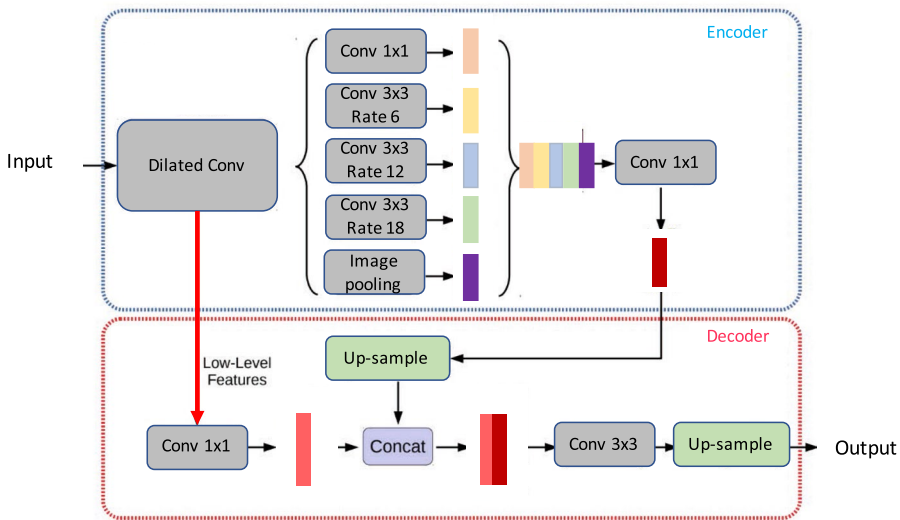 Encoder
Conv 1x1
Conv 3x3
Rate 6
Input
Dilated Conv
Conv 3x3
Rate 12
Conv 1x1
Conv 3x3
Rate 18
Image
pooling
Decoder
Low-Level
Features
Up-sample
Conv 1x1
Concat
Conv 3x3
Up-sample
Output